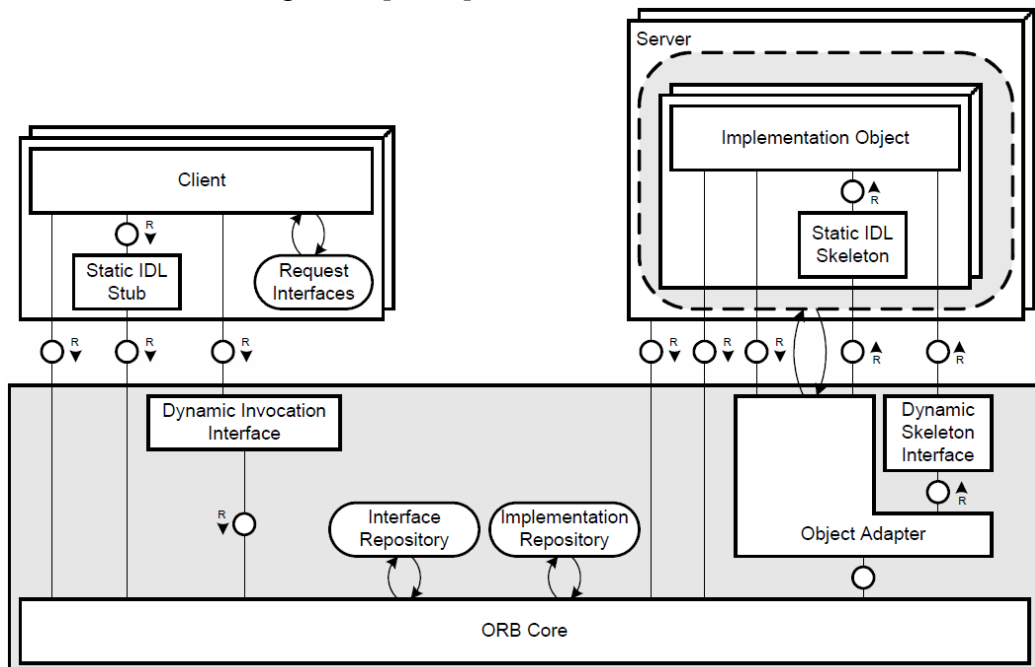 Server
Implementation Object
Client
R
R
Static IDL
Skeleton
Static IDL
Stub
Request
Interfaces
R
R
R
R
R
R
R
R
Dynamic Invocation
Interface
Dynamic
Skeleton
Interface
R
R
Interface
Repository
Implementation
Repository
Object Adapter
ORB Core